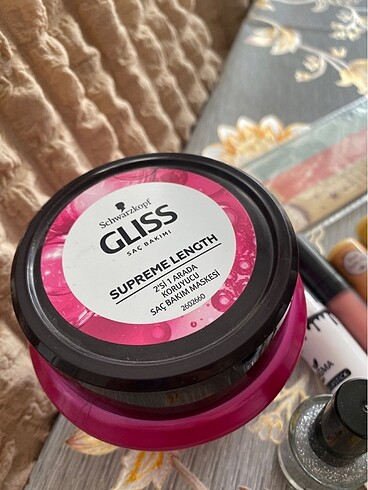 Schwarzkopf
GLISS
SAÇ BAKIMI
SUPREME LENGTH
2'Sİ 1 ARADA
KORUYUCU
SAÇ BAKIM MASKESİ
2602660